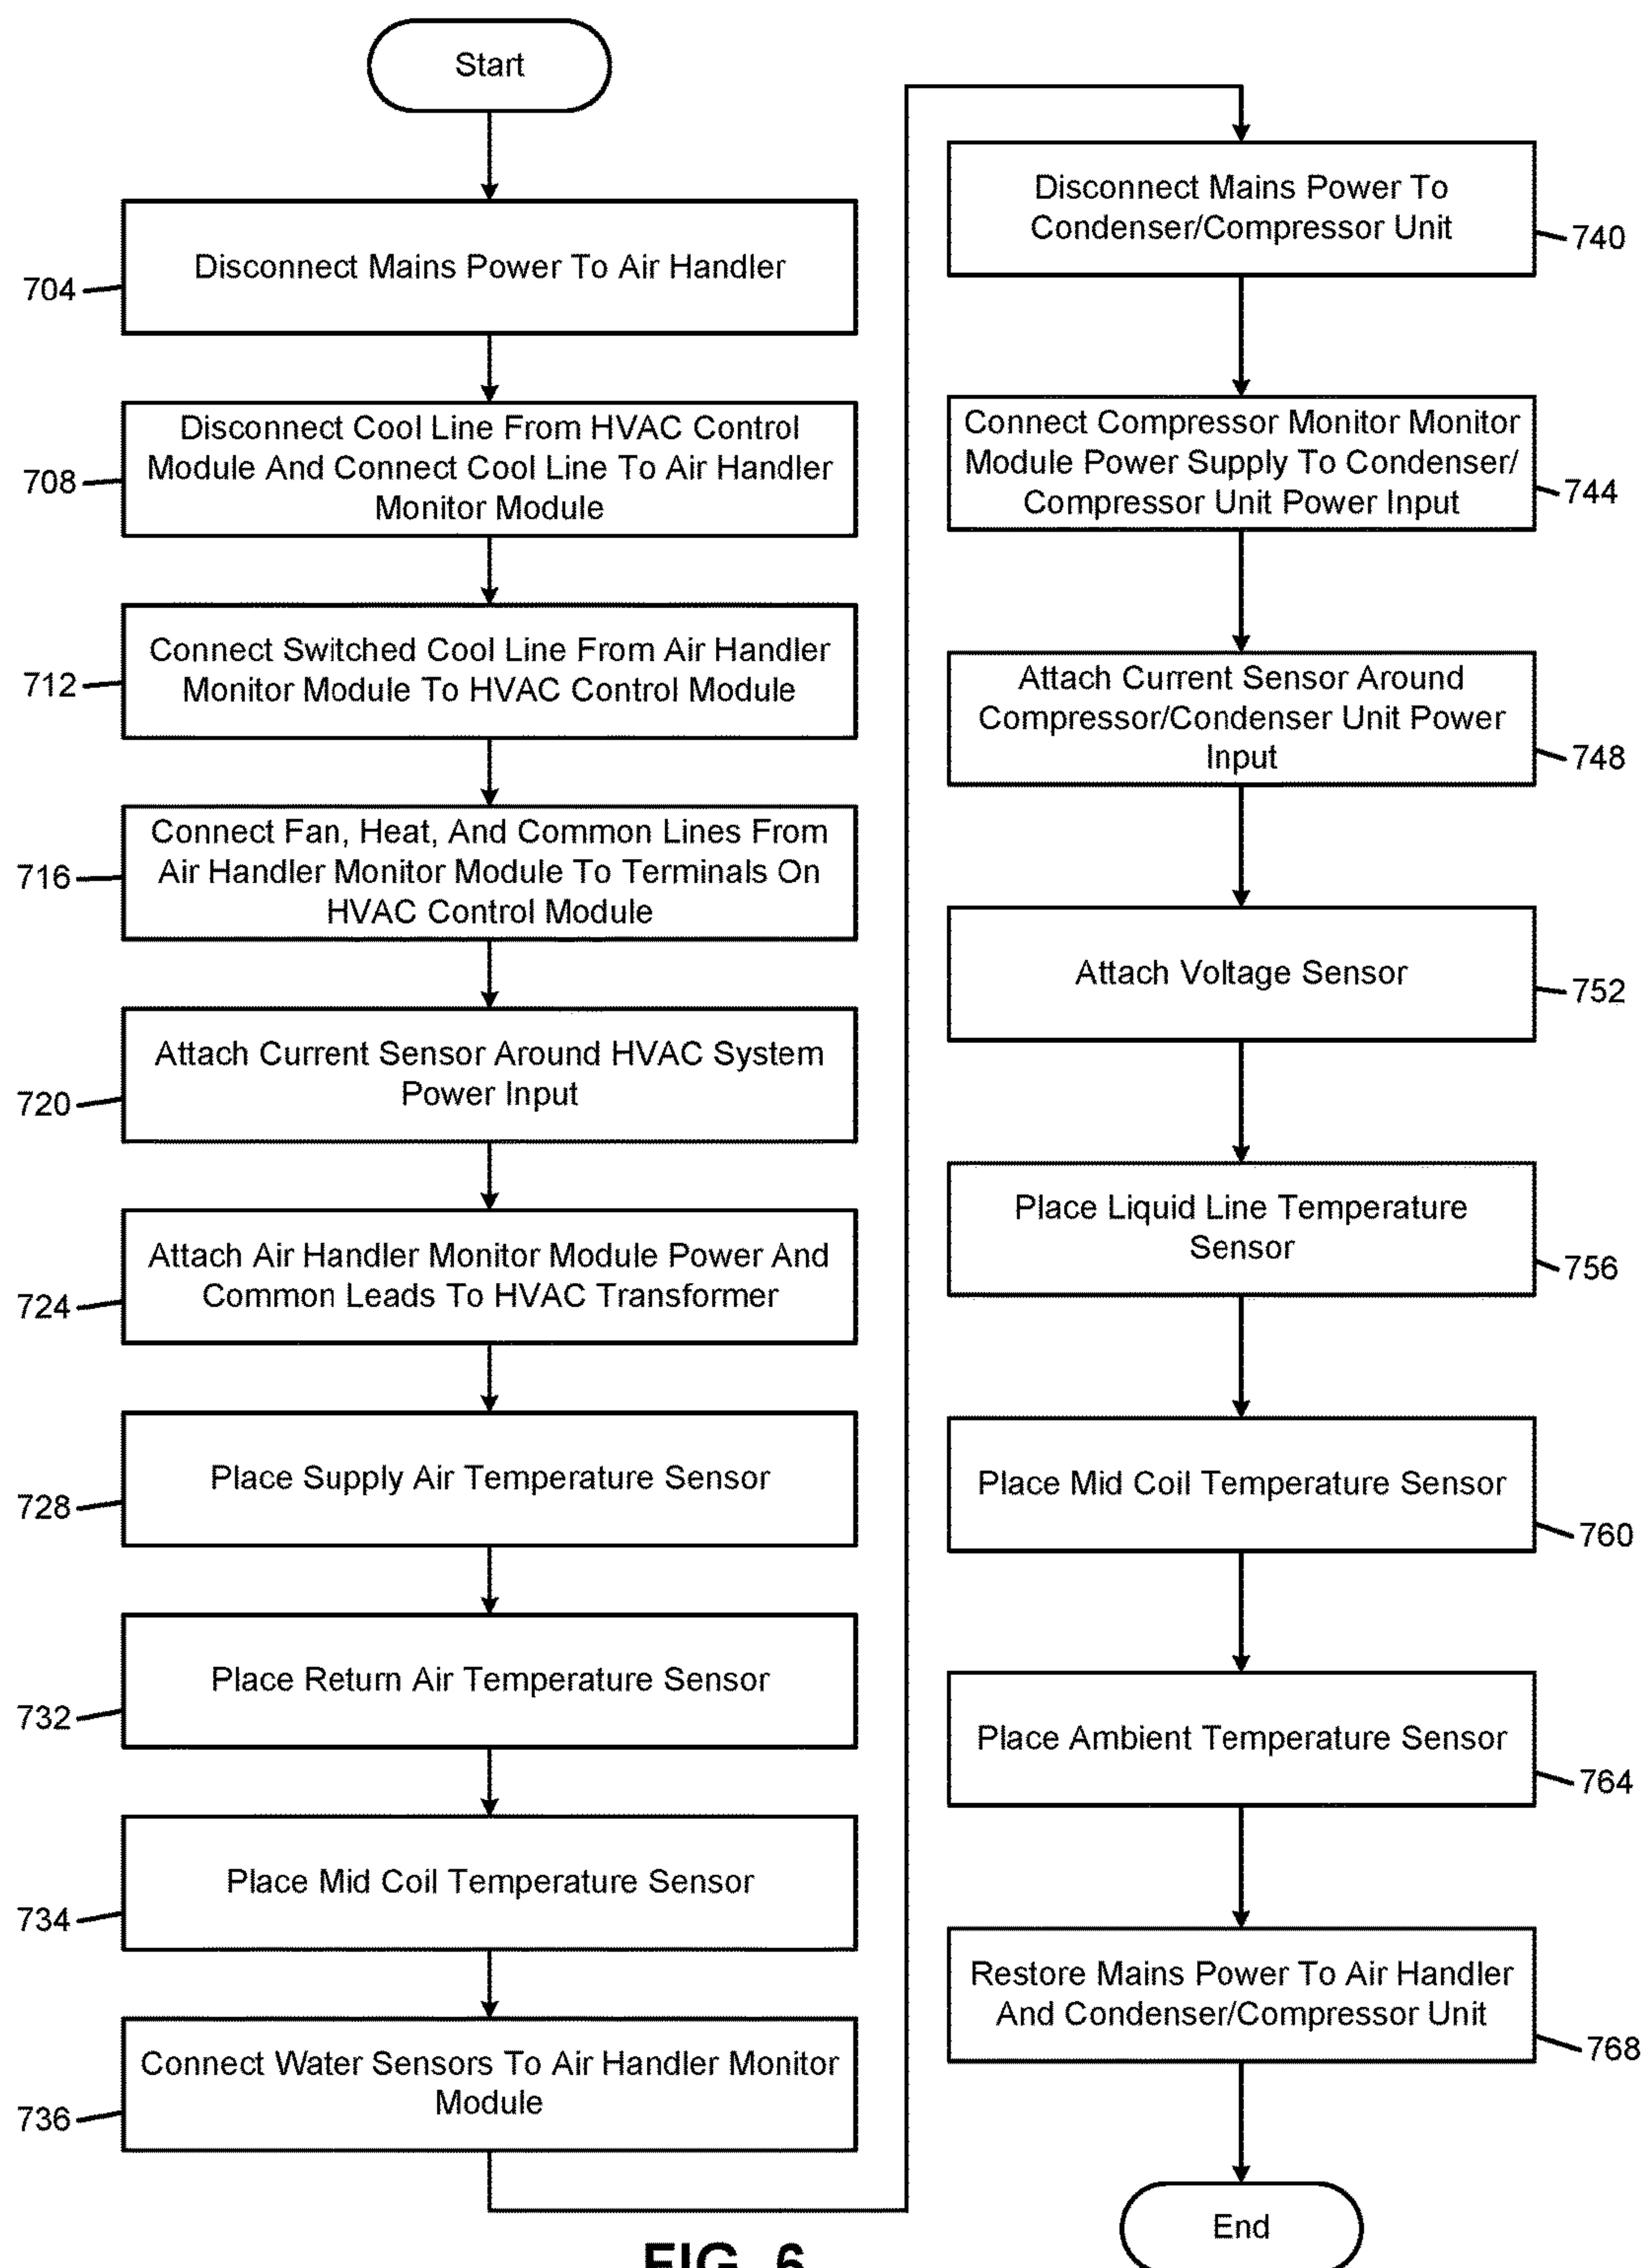 Start
Disconnect Mains Power To Air Handler
704
Disconnect Cool Line From HVAC Control
Module And Connect Cool Line To Air Handler
Monitor Module
708
Connect Switched Cool Line From Air Handler
Monitor Module To HVAC Control Module
712
Connect Fan, Heat, And Common Lines From
Air Handler Monitor Module To Terminals On
HVAC Control Module
716
Attach Current Sensor Around HVAC System
Power Input
720
Attach Air Handler Monitor Module Power And
Common Leads To HVAC Transformer
724
Place Supply Air Temperature Sensor
728
Place Return Air Temperature Sensor
732
Place Mid Coil Temperature Sensor
734
Connect Water Sensors To Air Handler Monitor
Module
736
Disconnect Mains Power To
Condenser/Compressor Unit
740
Connect Compressor Monitor Monitor
Module Power Supply To Condenser/
Compressor Unit Power Input
744
Attach Current Sensor Around
Compressor/Condenser Unit Power
Input
748
Attach Voltage Sensor
752
Place Liquid Line Temperature
Sensor
756
Place Mid Coil Temperature Sensor
760
Place Ambient Temperature Sensor
764
Restore Mains Power To Air Handler
And Condenser/Compressor Unit
768
End
FIG. 6